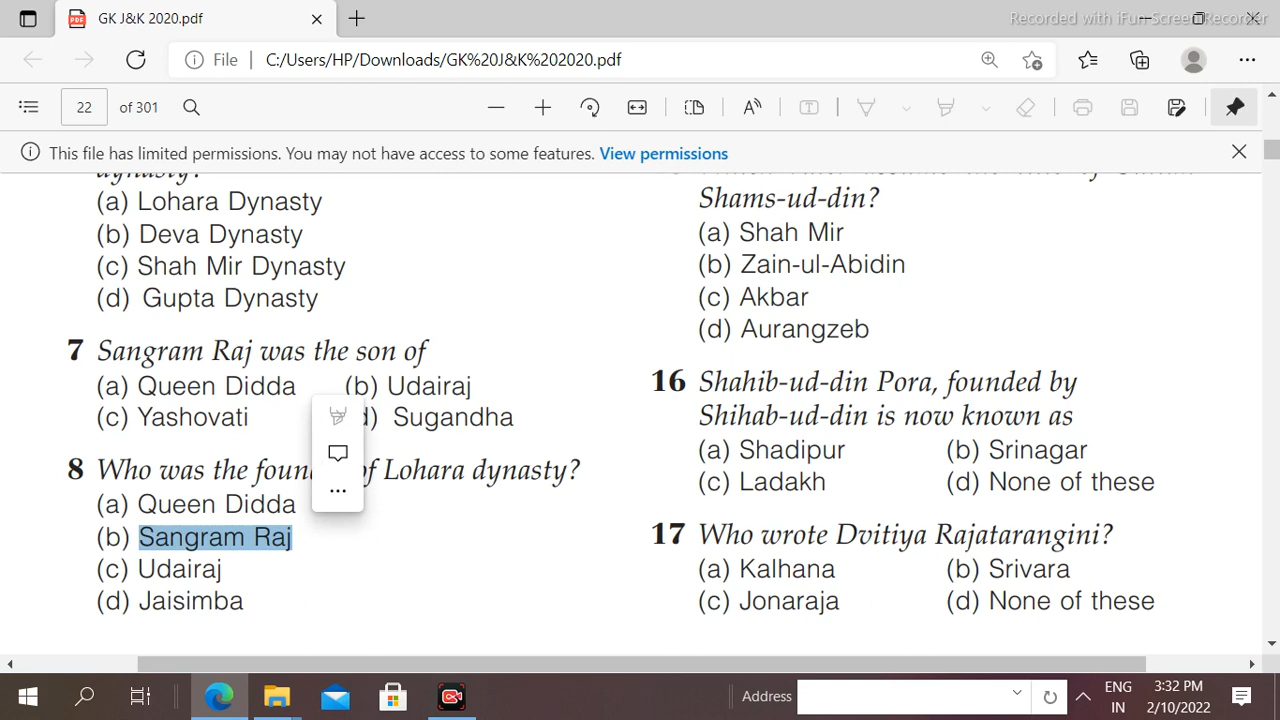 GK J&K 2020.pdf
Recorded with iFun Screen Recorder
File
C:/Users/HP/Downloads/GK%20J&K%202020.pdf
22 of 301
This file has limited permissions. You may not have access to some features. View permissions
dynasty?
(a) Lohara Dynasty
(b) Deva Dynasty
(c) Shah Mir Dynasty
(d) Gupta Dynasty
7 Sangram Raj was the son of
(a) Queen Didda (b) Udairaj
(c) Yashovati d) Sugandha
8 Who was the foun of Lohara dynasty?
(a) Queen Didda
(b) Sangram Raj
(c) Udairaj
(d) Jaisimba
Shams-ud-din?
(a) Shah Mir
(b) Zain-ul-Abidin
(c) Akbar
(d) Aurangzeb
16 Shahib-ud-din Pora, founded by
Shihab-ud-din is now known as
(a) Shadipur (b) Srinagar
(c) Ladakh (d) None of these
17 Who wrote Dvitiya Rajatarangini?
(a) Kalhana (b) Srivara
(c) Jonaraja (d) None of these
Address
ENG
IN
3:32 PM
2/10/2022